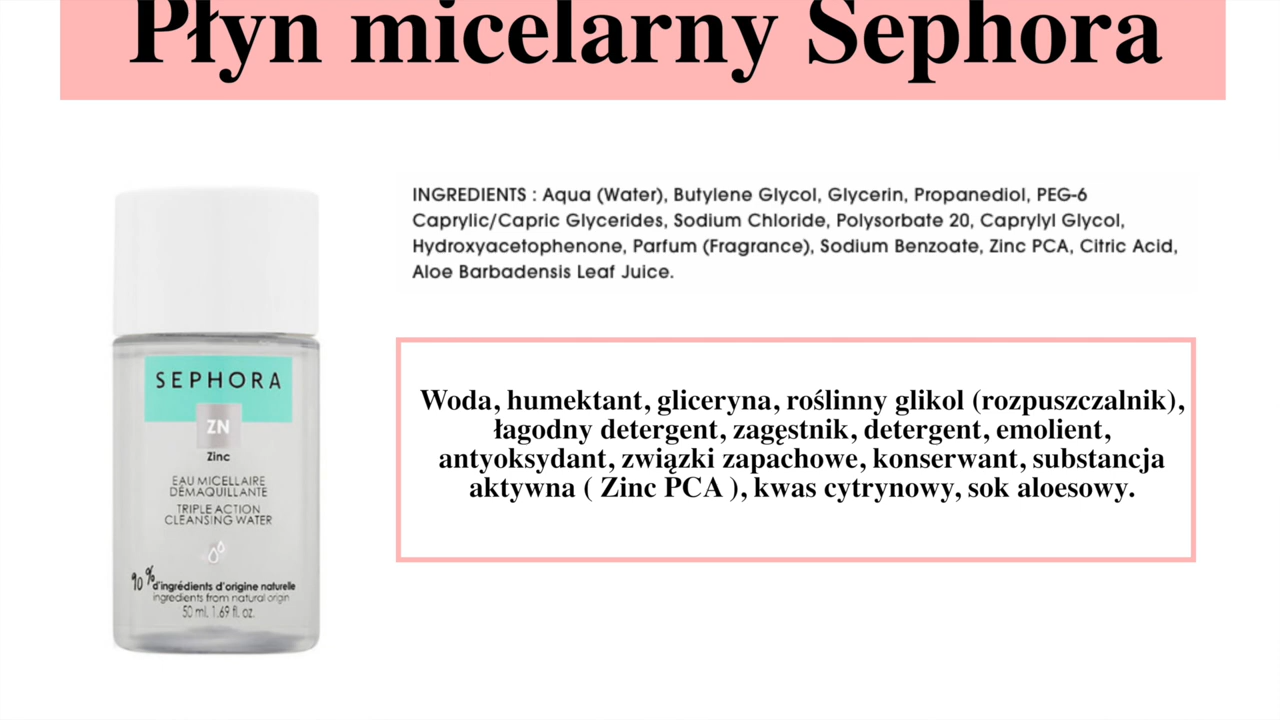 Płyn micelarny Sephora
INGREDIENTS : Aqua (Water), Butylene Glycol, Glycerin, Propanediol, PEG-6
Caprylic/Capric Glycerides, Sodium Chloride, Polysorbate 20, Caprylyl Glycol,
Hydroxyacetophenone, Parfum (Fragrance), Sodium Benzoate, Zinc PCA, Citric Acid,
Aloe Barbadensis Leaf Juice.
SEPHORA
ZN
Zinc
EAU MICELLAIRE
DÉMAQUILLANTE
TRIPLE ACTION
CLEANSING WATER
90 %
d'ingrédients d'origine naturelle
ingredients from natural origin
50 ml. 1.69 fl. oz.
Woda, humektant, gliceryna, roślinny glikol (rozpuszczalnik),
łagodny detergent, zagęstnik, detergent, emolient,
antyoksydant, związki zapachowe, konserwant, substancja
aktywna ( Zinc PCA ), kwas cytrynowy, sok aloesowy.